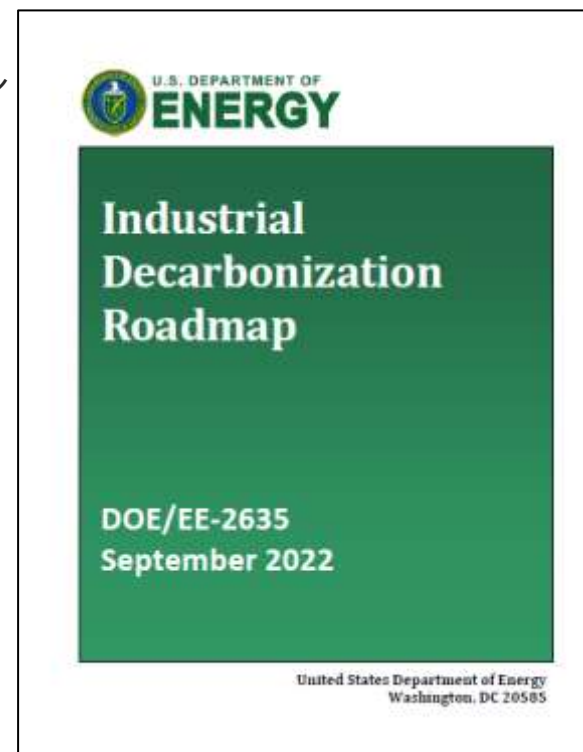 U.S. DEPARTMENT OF
ENERGY
Industrial
Decarbonization
Roadmap
DOE/EE-2635
September 2022
United States Department of Energy
Washington, DC 20585